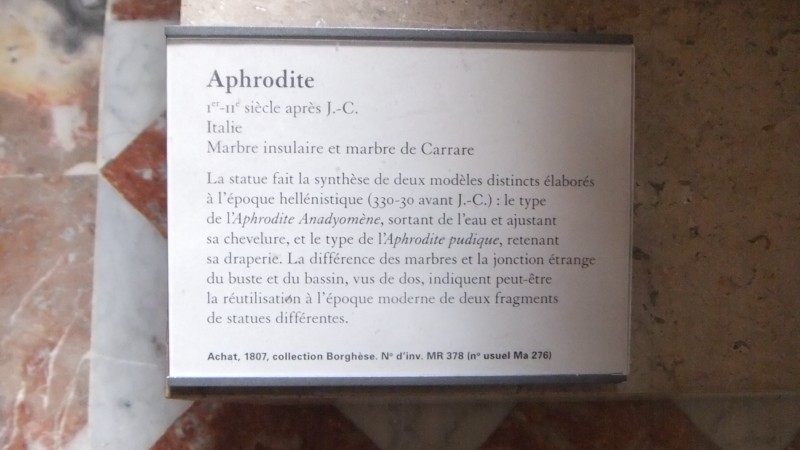 Aphrodite
Ier-IIe siècle après J.-C.
Italie
Marbre insulaire et marbre de Carrare
La statue fait la synthèse de deux modèles distincts élaborés
à l'époque hellénistique (330-30 avant J.-C.) : le type
de l'Aphrodite Anadyomène, sortant de l'eau et ajustant
sa chevelure, et le type de l'Aphrodite pudique, retenant
sa draperie. La différence des marbres et la jonction étrange
du buste et du bassin, vus de dos, indiquent peut-être
la réutilisation à l'époque moderne de deux fragments
de statues différentes.
Achat, 1807, collection Borghèse. N° d'inv. MR 378 (n° usuel Ma 276)